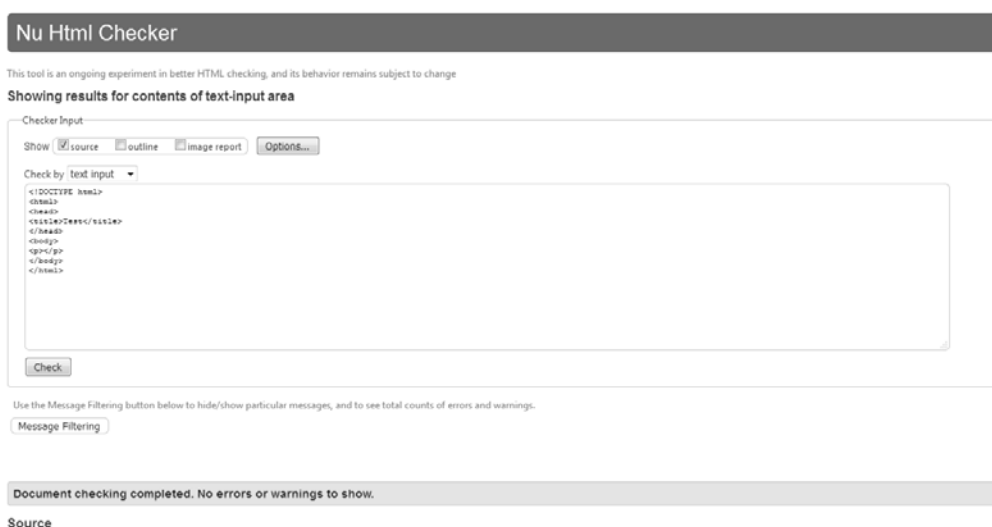 Nu Html Checker
This tool is an ongoing experiment in better HTML checking, and its behavior remains subject to change
Showing results for contents of text-input area
Checker Input
Show source outline image report Options...
Check by text input
<!DOCTYPE html>
<html>
<head>
<title>Test</title>
</head>
<body>
<p></p>
</body>
</html>
Check
Use the Message Filtering button below to hide/show particular messages, and to see total counts of errors and warnings.
Message Filtering
Document checking completed. No errors or warnings to show.
Source